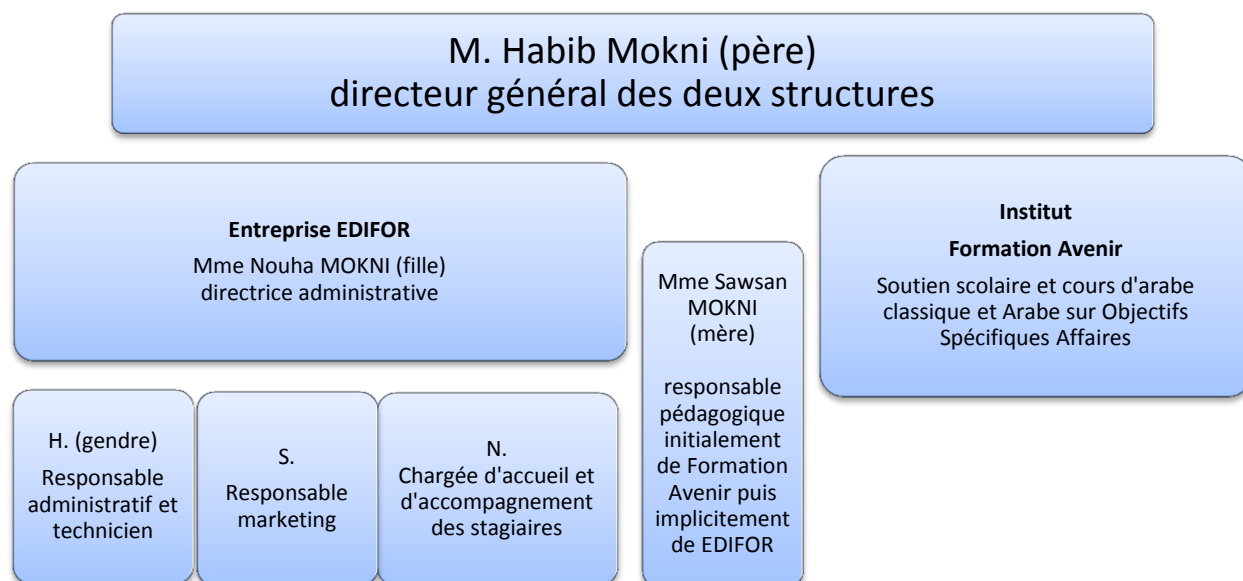 M. Habib Mokni (père)
directeur général des deux structures
Entreprise EDIFOR
Mme Nouha MOKNI (fille)
directrice administrative
H. (gendre)
Responsable
administratif et
technicien
S.
Responsable
marketing
N.
Chargée d'accueil et
d'accompagnement
des stagiaires
Mme Sawsan
MOKNI
(mère)
responsable
pédagogique
initialement
de Formation
Avenir puis
implicitement
de EDIFOR
Institut
Formation Avenir
Soutien scolaire et cours d'arabe
classique et Arabe sur Objectifs
Spécifiques Affaires